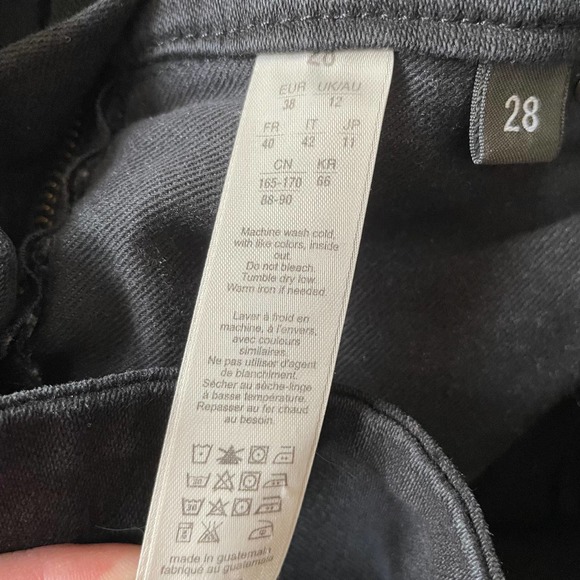 28
EUR UK/AU
38 12
FR IT JP
40 42 11
CN KR
165-170 66
88-90
Machine wash cold,
with like colors, inside
out.
Do not bleach.
Tumble dry low.
Warm iron if needed.
Laver à froid en
machine, à l'envers,
avec couleurs
similaires.
Ne pas utiliser d'agent
de blanchiment.
Sécher au sèche-linge
à basse température.
Repasser au fer chaud
au besoin.
made in guatemala
fabriqué au guatemala
28